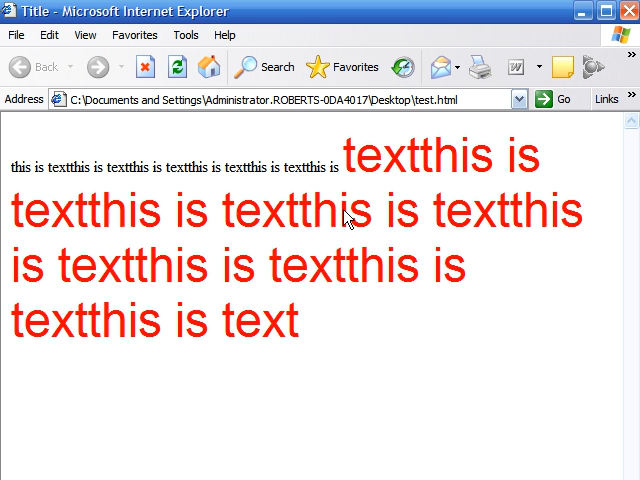 Title - Microsoft Internet Explorer
File Edit View Favorites Tools Help
Back Search Favorites
Address C:\Documents and Settings\Administrator.ROBERTS-0DA4017\Desktop\test.html Go Links
this is textthis is textthis is textthis is textthis is textthis is textthis is
textthis is textthis is textthis
is textthis is textthis is
textthis is text